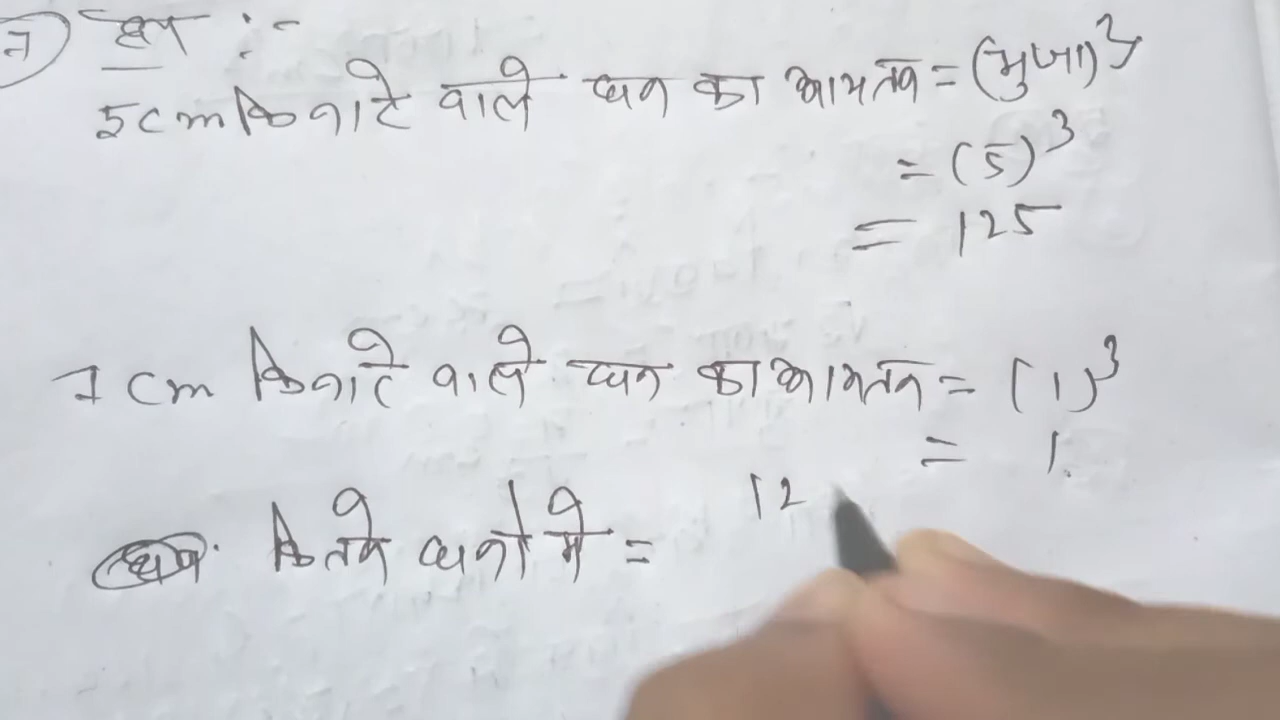 हल :-
5cm किनारे वाले घन का आयतन = (भुजा)³
= (5)³
= 125
1 cm किनारे वाले घन का आयतन = (1)³
= 1.
कितने घनों में =
12